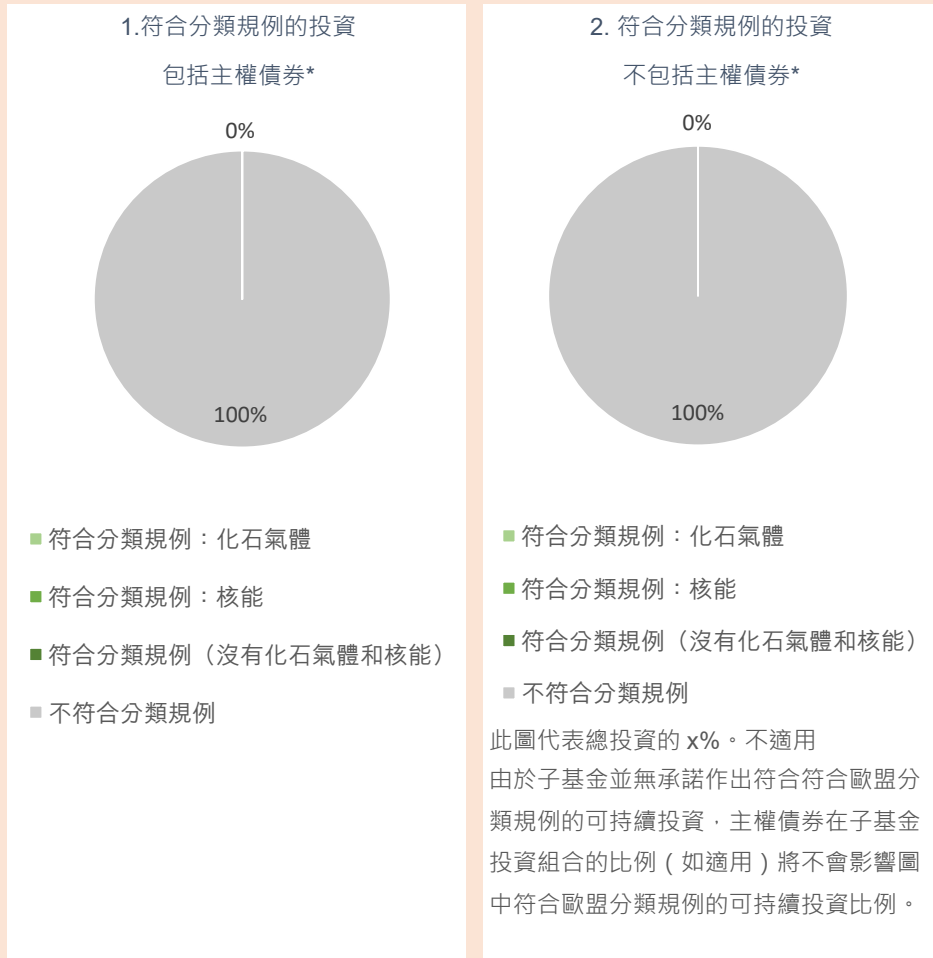 1.符合分類規例的投資
包括主權債券*
0%
100%
符合分類規例：化石氣體
符合分類規例：核能
符合分類規例（沒有化石氣體和核能）
不符合分類規例
2. 符合分類規例的投資
不包括主權債券*
0%
100%
符合分類規例：化石氣體
符合分類規例：核能
符合分類規例（沒有化石氣體和核能）
不符合分類規例
此圖代表總投資的 x%。不適用
由於子基金並無承諾作出符合符合歐盟分
類規例的可持續投資，主權債券在子基金
投資組合的比例（如適用）將不會影響圖
中符合歐盟分類規例的可持續投資比例。